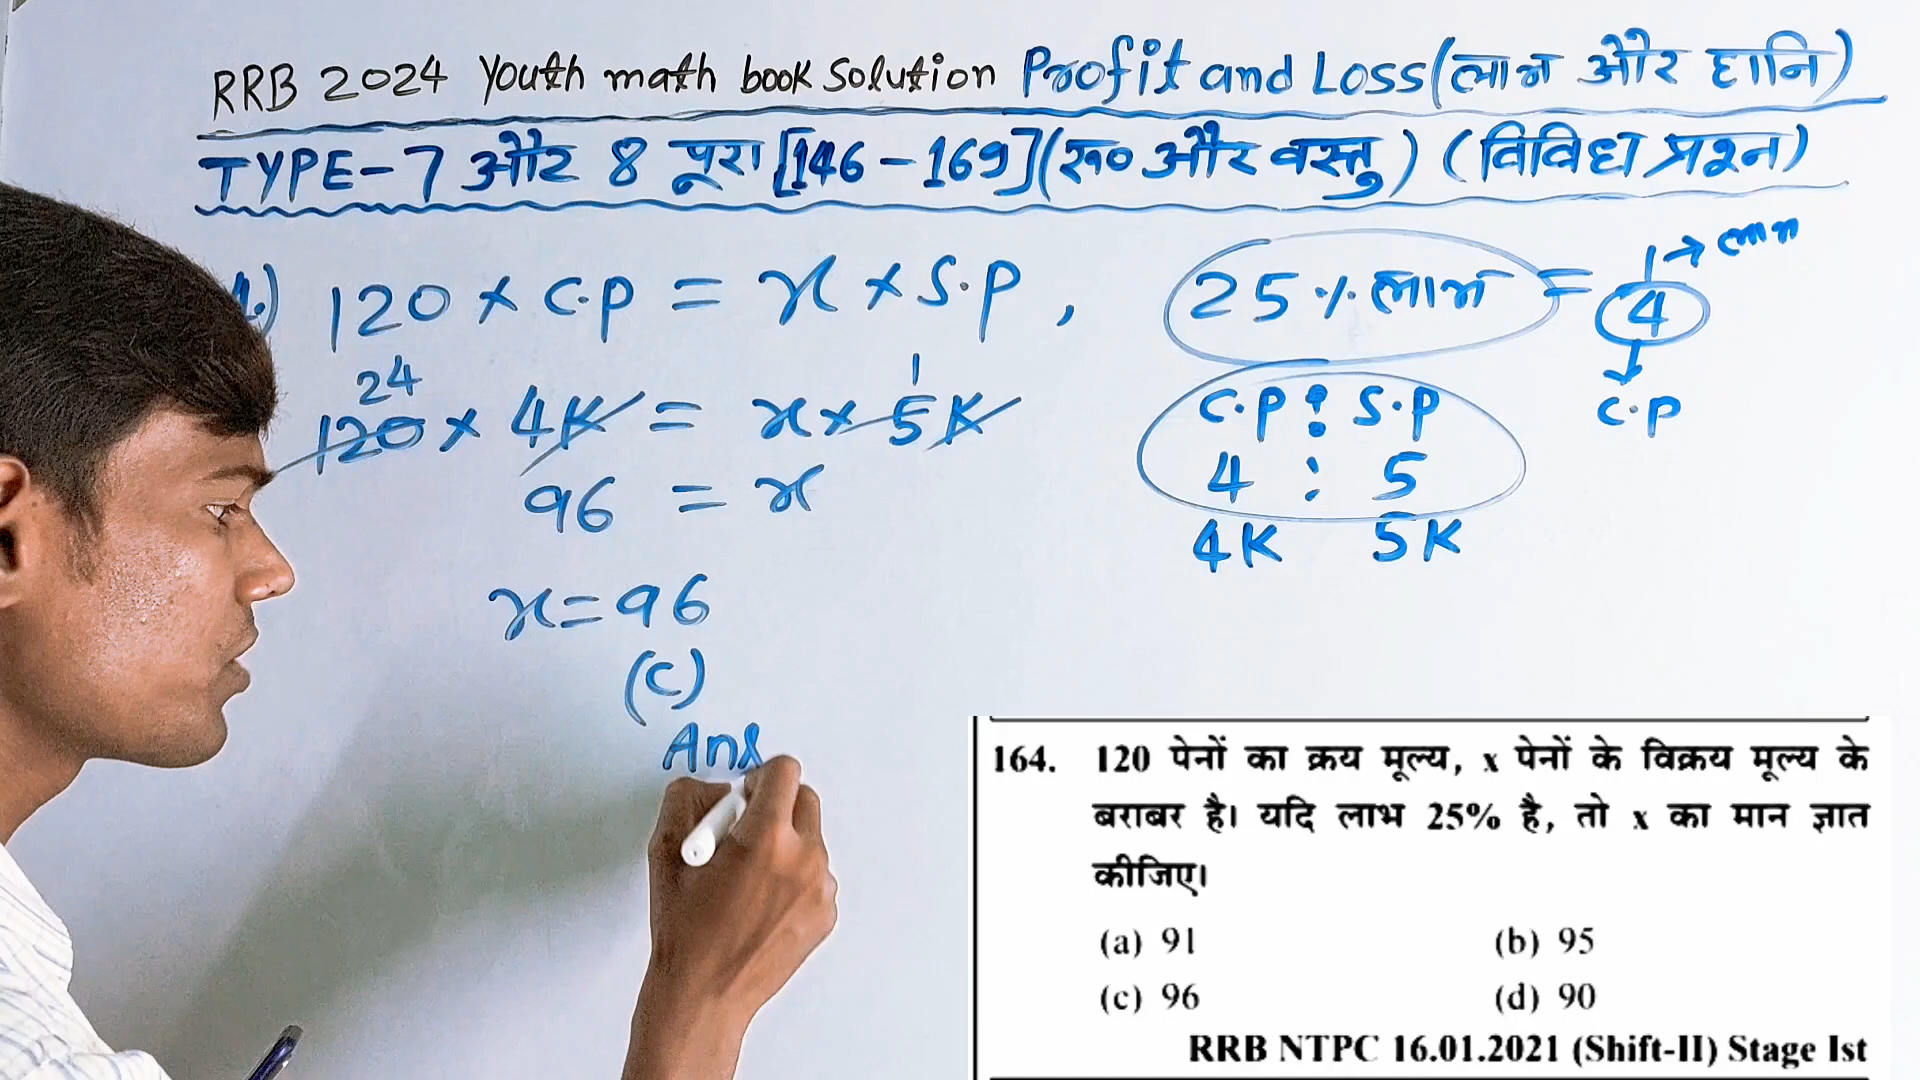 RRB 2024 Youth math book Solution Profit and Loss (लाभ और हानि)
TYPE-7 और 8 पूरा [146-169] (रु० और वस्तु) (विविध प्रश्न)
4.) 120 × C.P = x × S.P , 25 % लाभ = 1 → लाभ
4
C.P
24 1
120 × 4K = x × 5K
96 = x
x = 96
(C)
Ans
C.P : S.P
4 : 5
4K 5K
164. 120 पेनों का क्रय मूल्य, x पेनों के विक्रय मूल्य के
बराबर है। यदि लाभ 25% है, तो x का मान ज्ञात
कीजिए।
(a) 91 (b) 95
(c) 96 (d) 90
RRB NTPC 16.01.2021 (Shift-II) Stage Ist